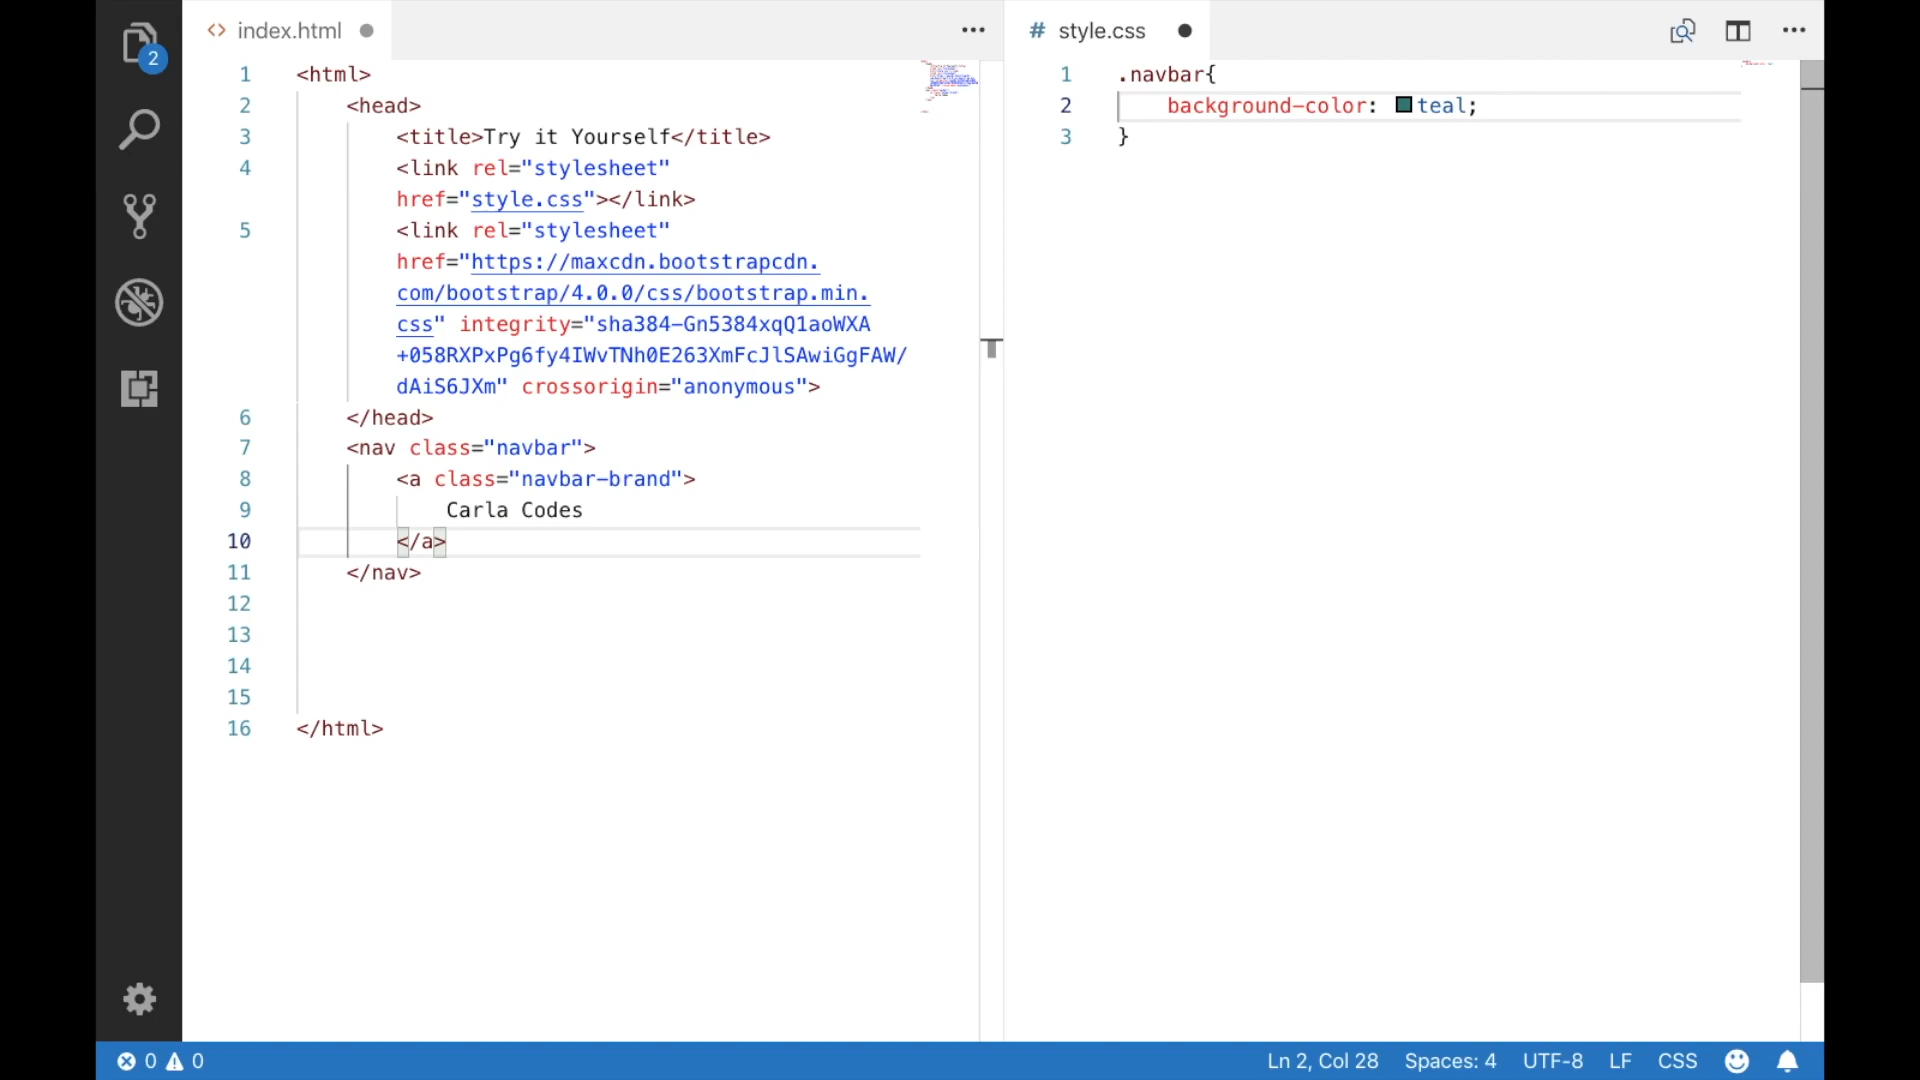 2
<> index.html
1 <html>
2 <head>
3 <title>Try it Yourself</title>
4 <link rel="stylesheet"
href="style.css"></link>
5 <link rel="stylesheet"
href="https://maxcdn.bootstrapcdn.
com/bootstrap/4.0.0/css/bootstrap.min.
css" integrity="sha384-Gn5384xqQ1aoWXA
+058RXPxPg6fy4IWvTNh0E263XmFcJlSAwiGgFAW/
dAiS6JXm" crossorigin="anonymous">
6 </head>
7 <nav class="navbar">
8 <a class="navbar-brand">
9 Carla Codes
10 </a>
11 </nav>
12
13
14
15
16 </html>
# style.css
1 .navbar{
2 background-color: teal;
3 }
0 0
Ln 2, Col 28 Spaces: 4 UTF-8 LF CSS